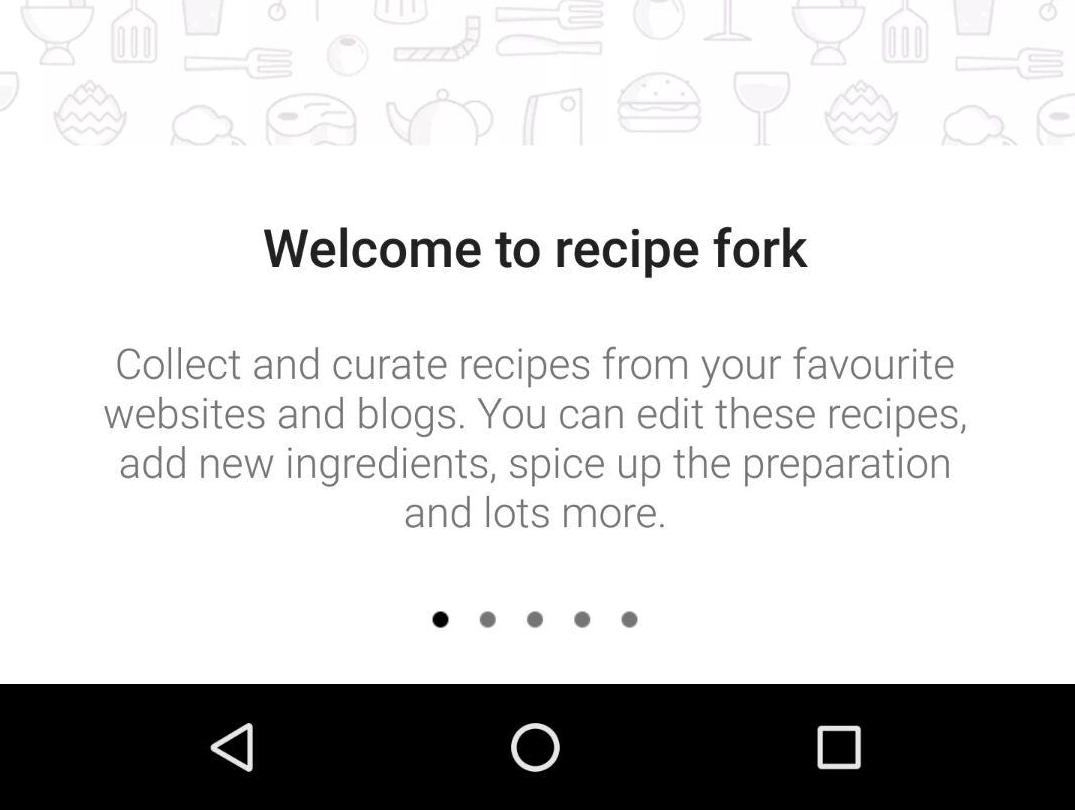 Welcome to recipe fork
Collect and curate recipes from your favourite
websites and blogs. You can edit these recipes,
add new ingredients, spice up the preparation
and lots more.